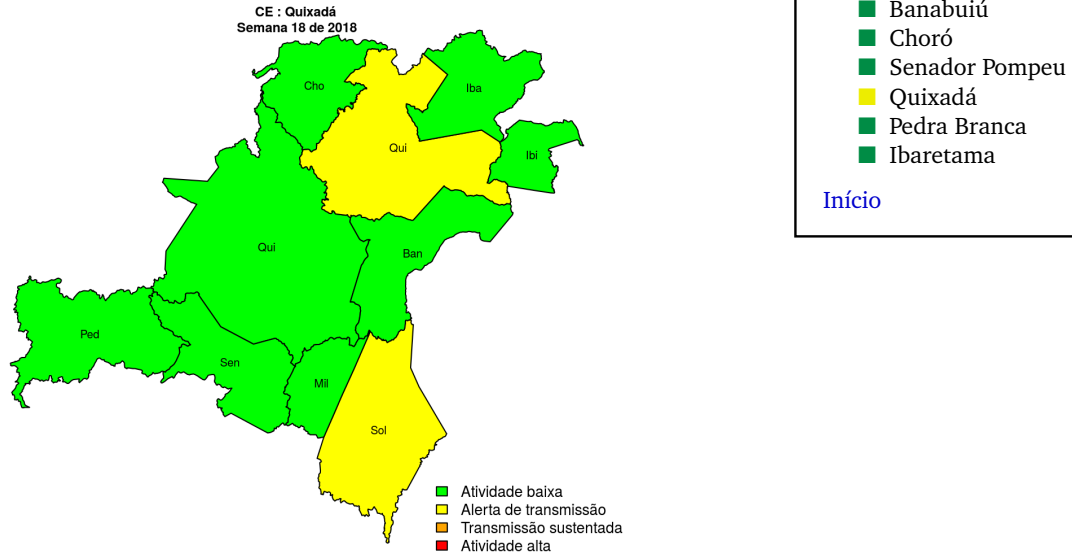 CE : Quixadá
Semana 18 de 2018
Cho
Iba
Qui
Ibi
Qui
Ban
Ped
Sen
Mil
Sol
Atividade baixa
Alerta de transmissão
Transmissão sustentada
Atividade alta
Banabuiú
Choró
Senador Pompeu
Quixadá
Pedra Branca
Ibaretama
Início